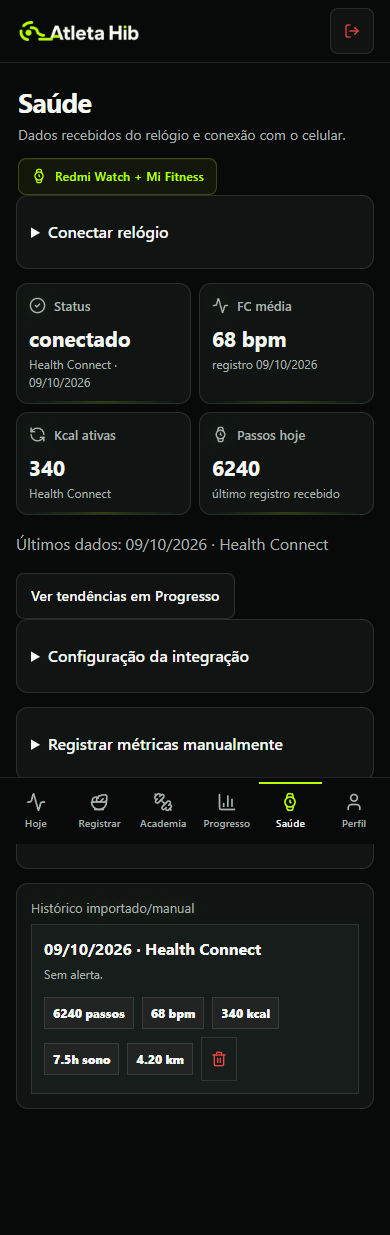 Atleta Hib
Saúde
Dados recebidos do relógio e conexão com o celular.
Redmi Watch + Mi Fitness
Conectar relógio
Status
conectado
Health Connect ·
09/10/2026
FC média
68 bpm
registro 09/10/2026
Kcal ativas
340
Health Connect
Passos hoje
6240
último registro recebido
Últimos dados: 09/10/2026 · Health Connect
Ver tendências em Progresso
Configuração da integração
Registrar métricas manualmente
Hoje
Registrar
Academia
Progresso
Saúde
Perfil
Histórico importado/manual
09/10/2026 · Health Connect
Sem alerta.
6240 passos
68 bpm
340 kcal
7.5h sono
4.20 km